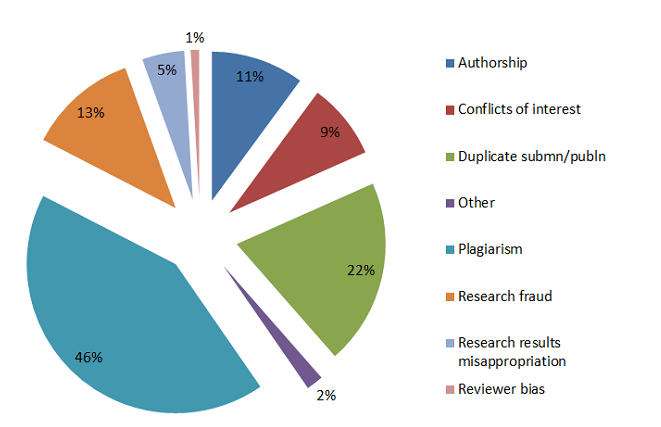 1%
11%
5%
13%
9%
22%
46%
2%
Authorship
Conflicts of interest
Duplicate submn/publn
Other
Plagiarism
Research fraud
Research results
misappropriation
Reviewer bias